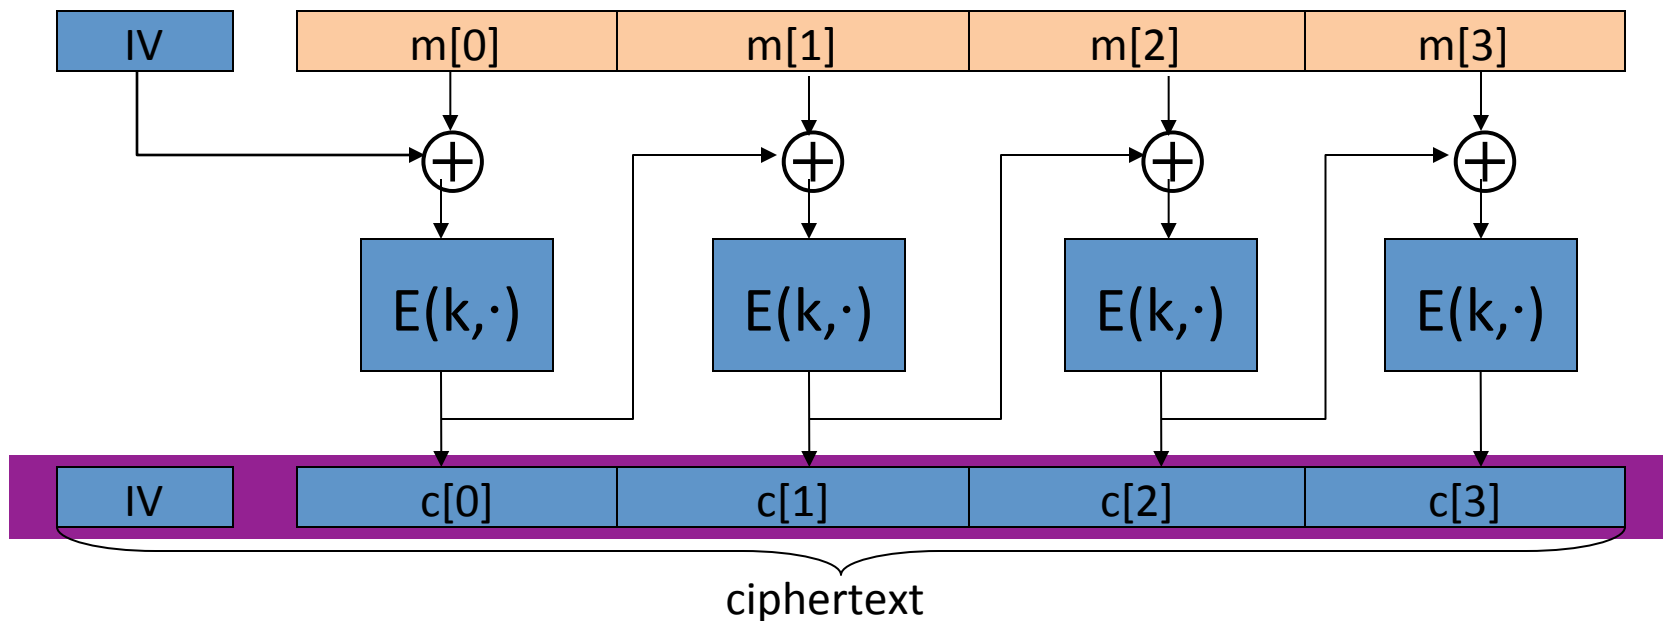 IV m[0] m[1] m[2] m[3]
E(k,·) E(k,·) E(k,·) E(k,·)
IV c[0] c[1] c[2] c[3]
ciphertext